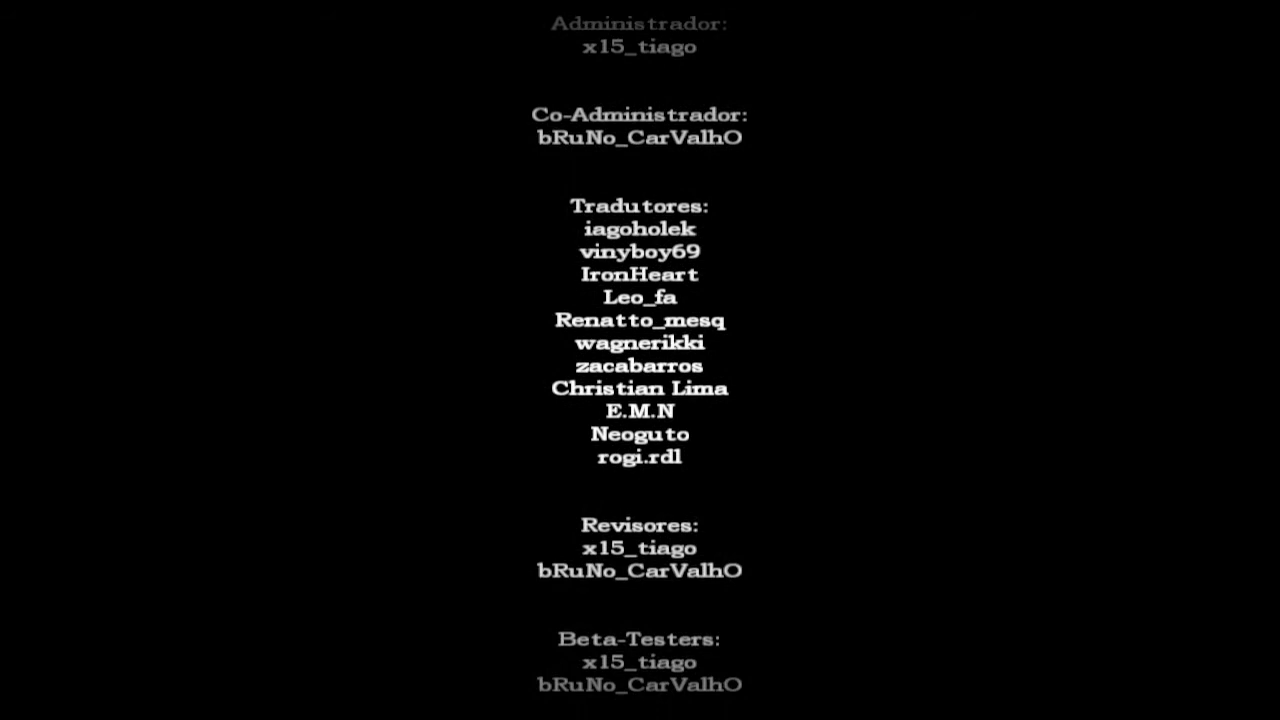 Administrador:
x15_tiago
Co-Administrador:
bRuNo_CarValhO
Tradutores:
iagoholek
vinyboy69
IronHeart
Leo_fa
Renatto_mesq
wagnerikki
zacabarros
Christian Lima
E.M.N
Neoguto
rogi.rdl
Revisores:
x15_tiago
bRuNo_CarValhO
Beta-Testers:
x15_tiago
bRuNo_CarValhO